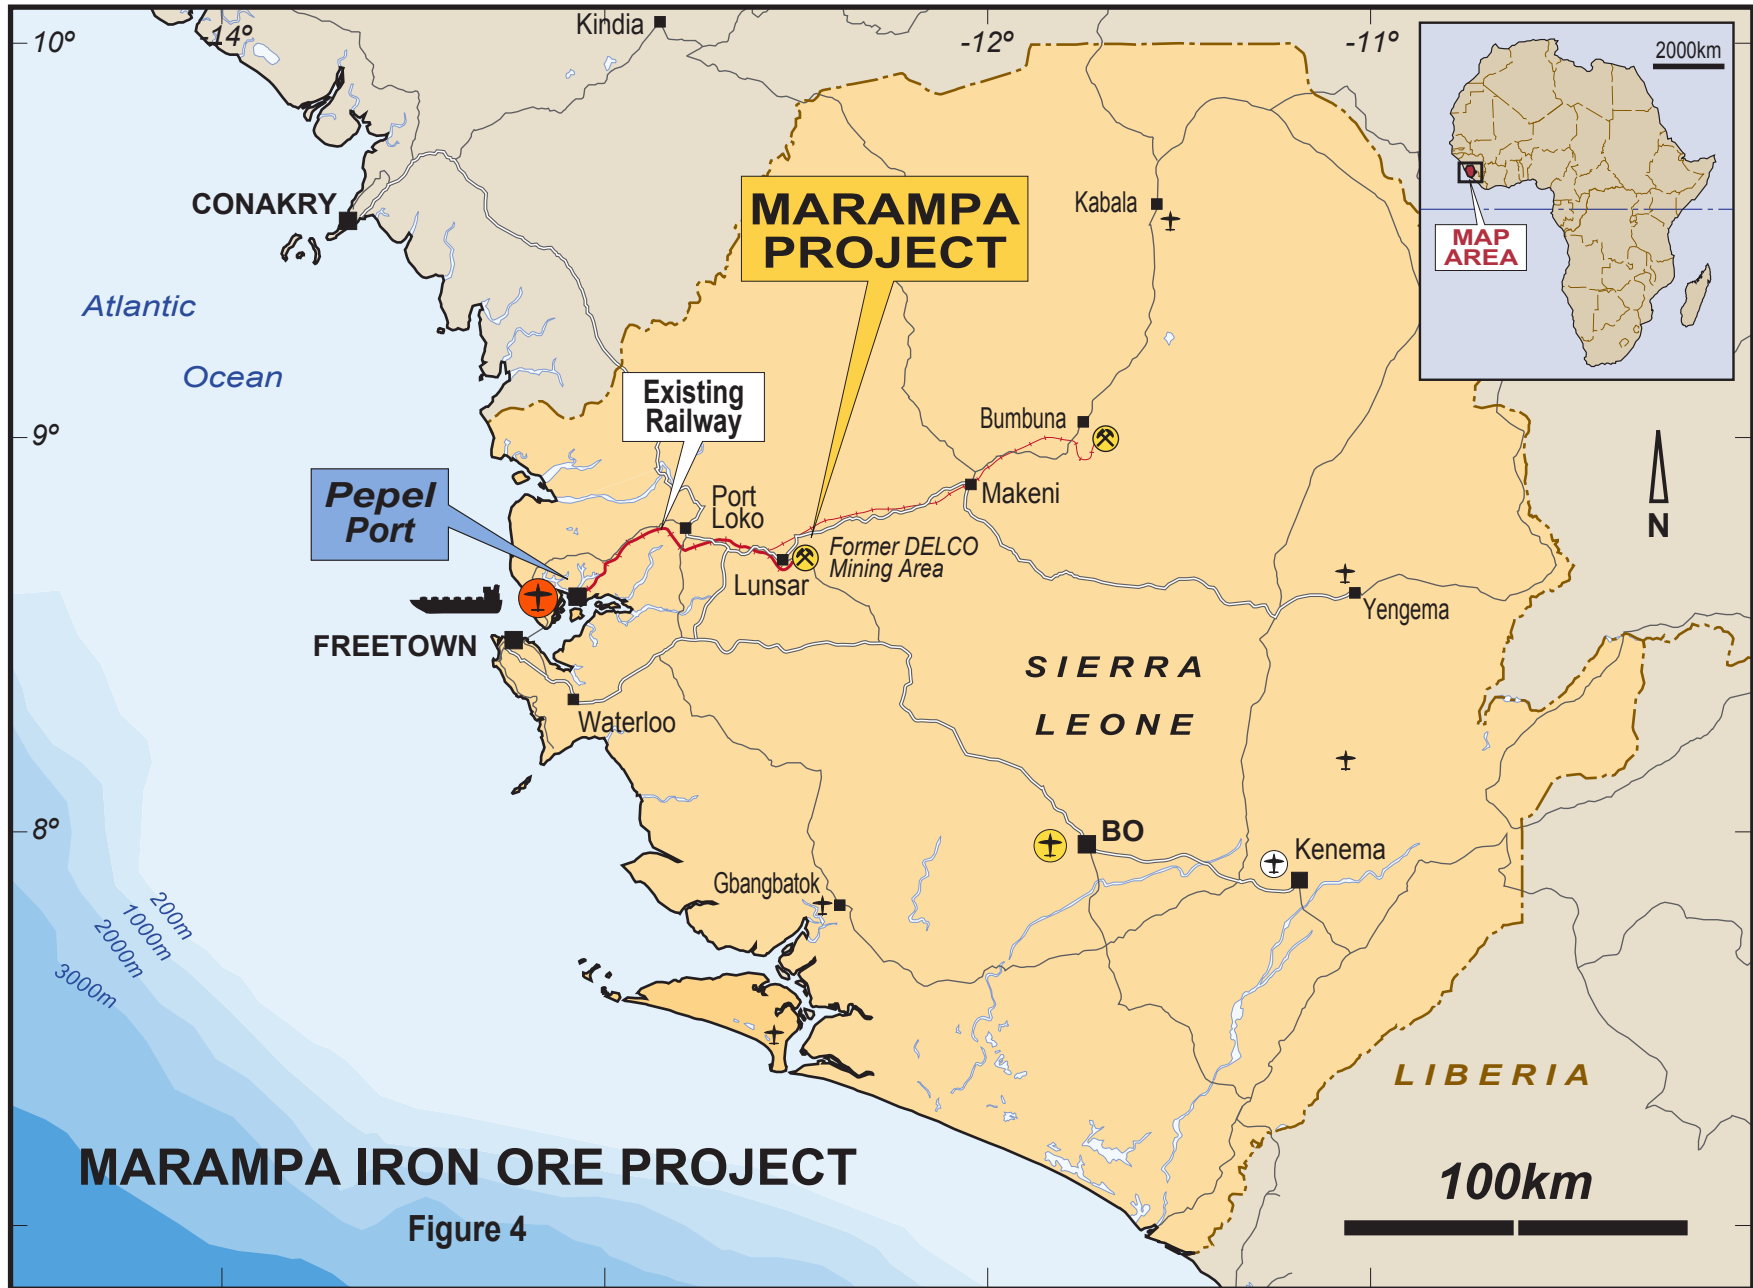 10º
-14º
Kindia
-12º
-11º
2000km
CONAKRY
MARAMPA
PROJECT
Kabala
MAP
AREA
Atlantic
Ocean
Existing
Railway
Bumbuna
9º
Pepel
Port
Port
Loko
Makeni
N
Former DELCO
Mining Area
Lunsar
Yengema
FREETOWN
SIERRA
LEONE
Waterloo
8º
BO
Kenema
Gbangbatok
200m
1000m
2000m
3000m
LIBERIA
MARAMPA IRON ORE PROJECT
Figure 4
100km